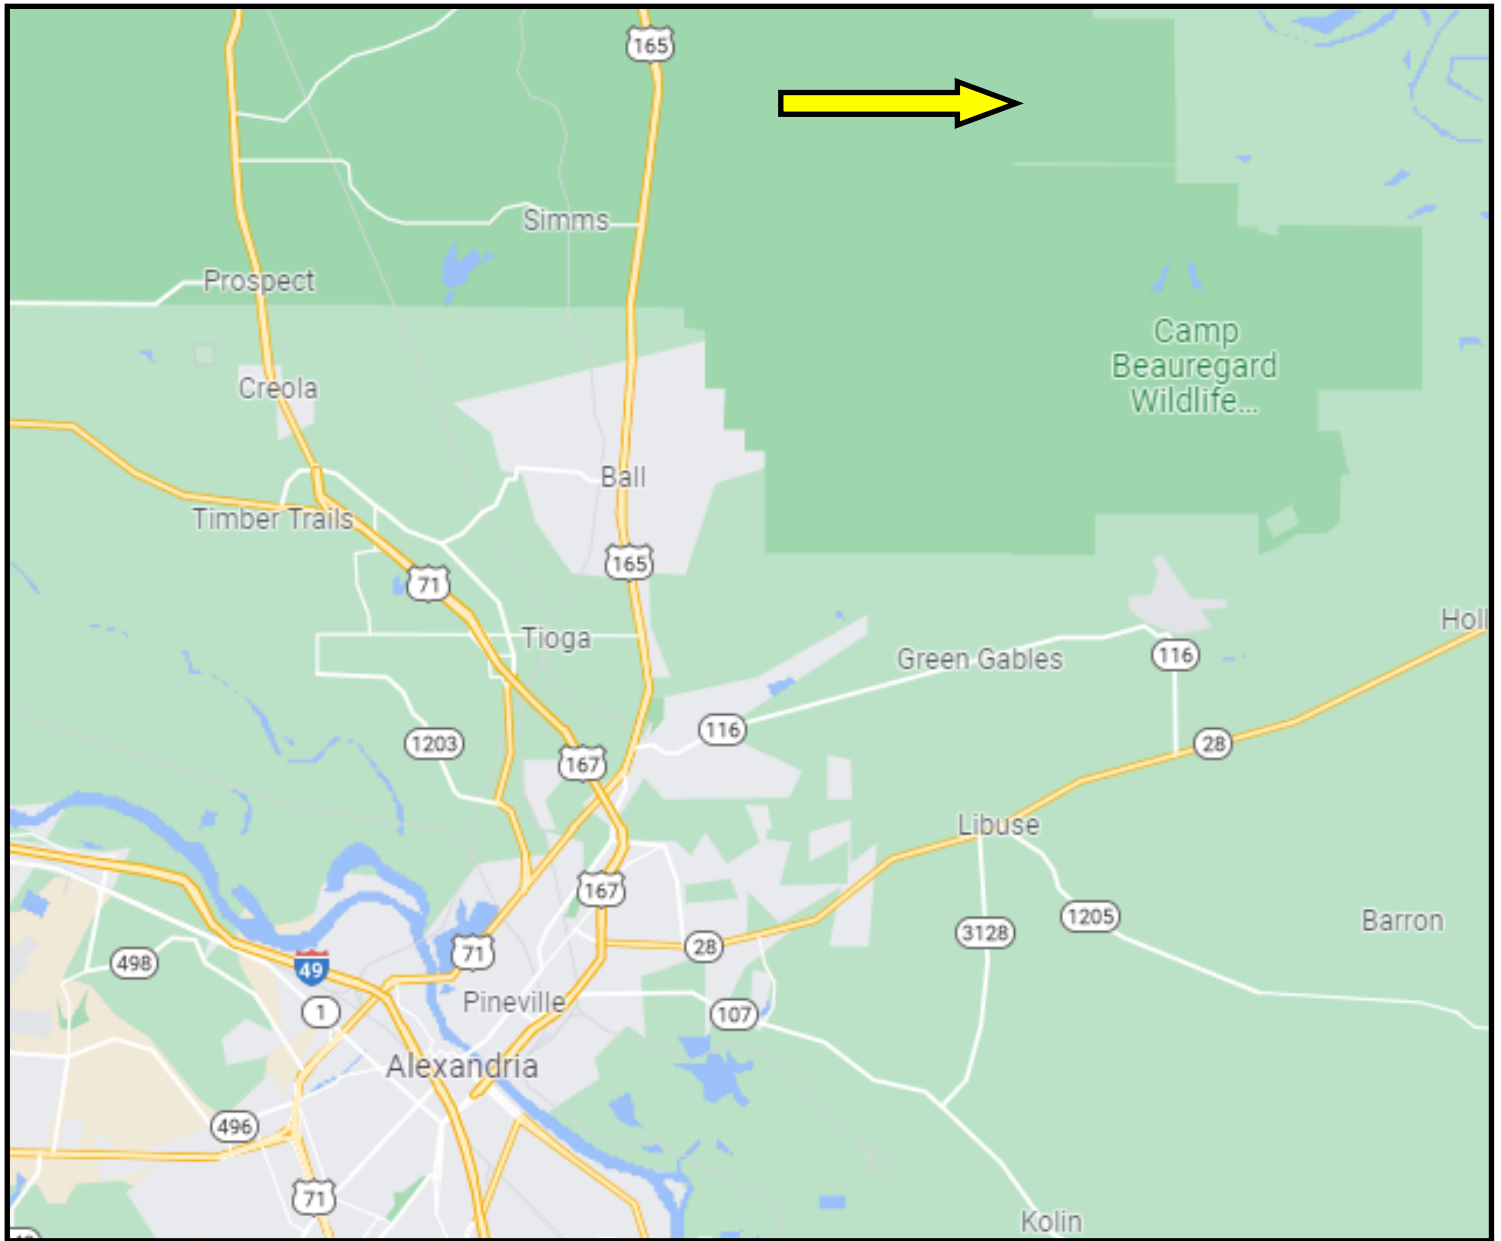 165
Simms
Prospect
Camp
Beauregard
Wildlife...
Creola
Ball
Timber Trails
165
71
Holl
Tioga
Green Gables
116
116
1203
28
167
Libuse
167
1205
Barron
3128
28
71
498
49
Pineville
1
107
Alexandria
496
71
Kolin